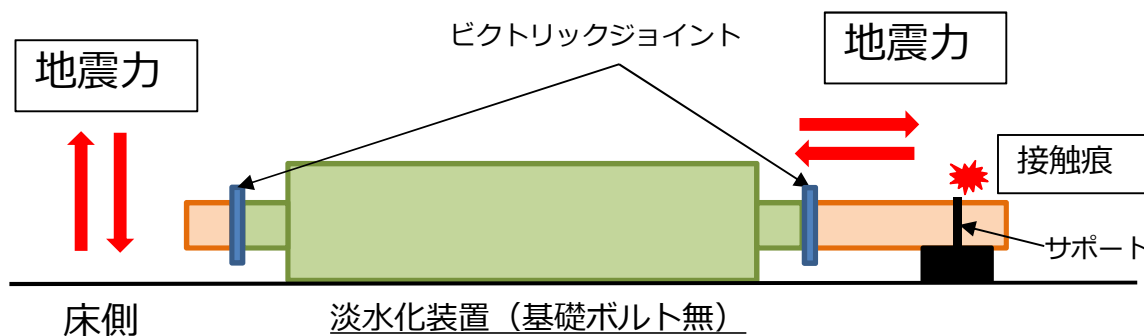 ビクトリックジョイント
地震力
地震力
接触痕
サポート
床側
淡水化装置（基礎ボルト無）